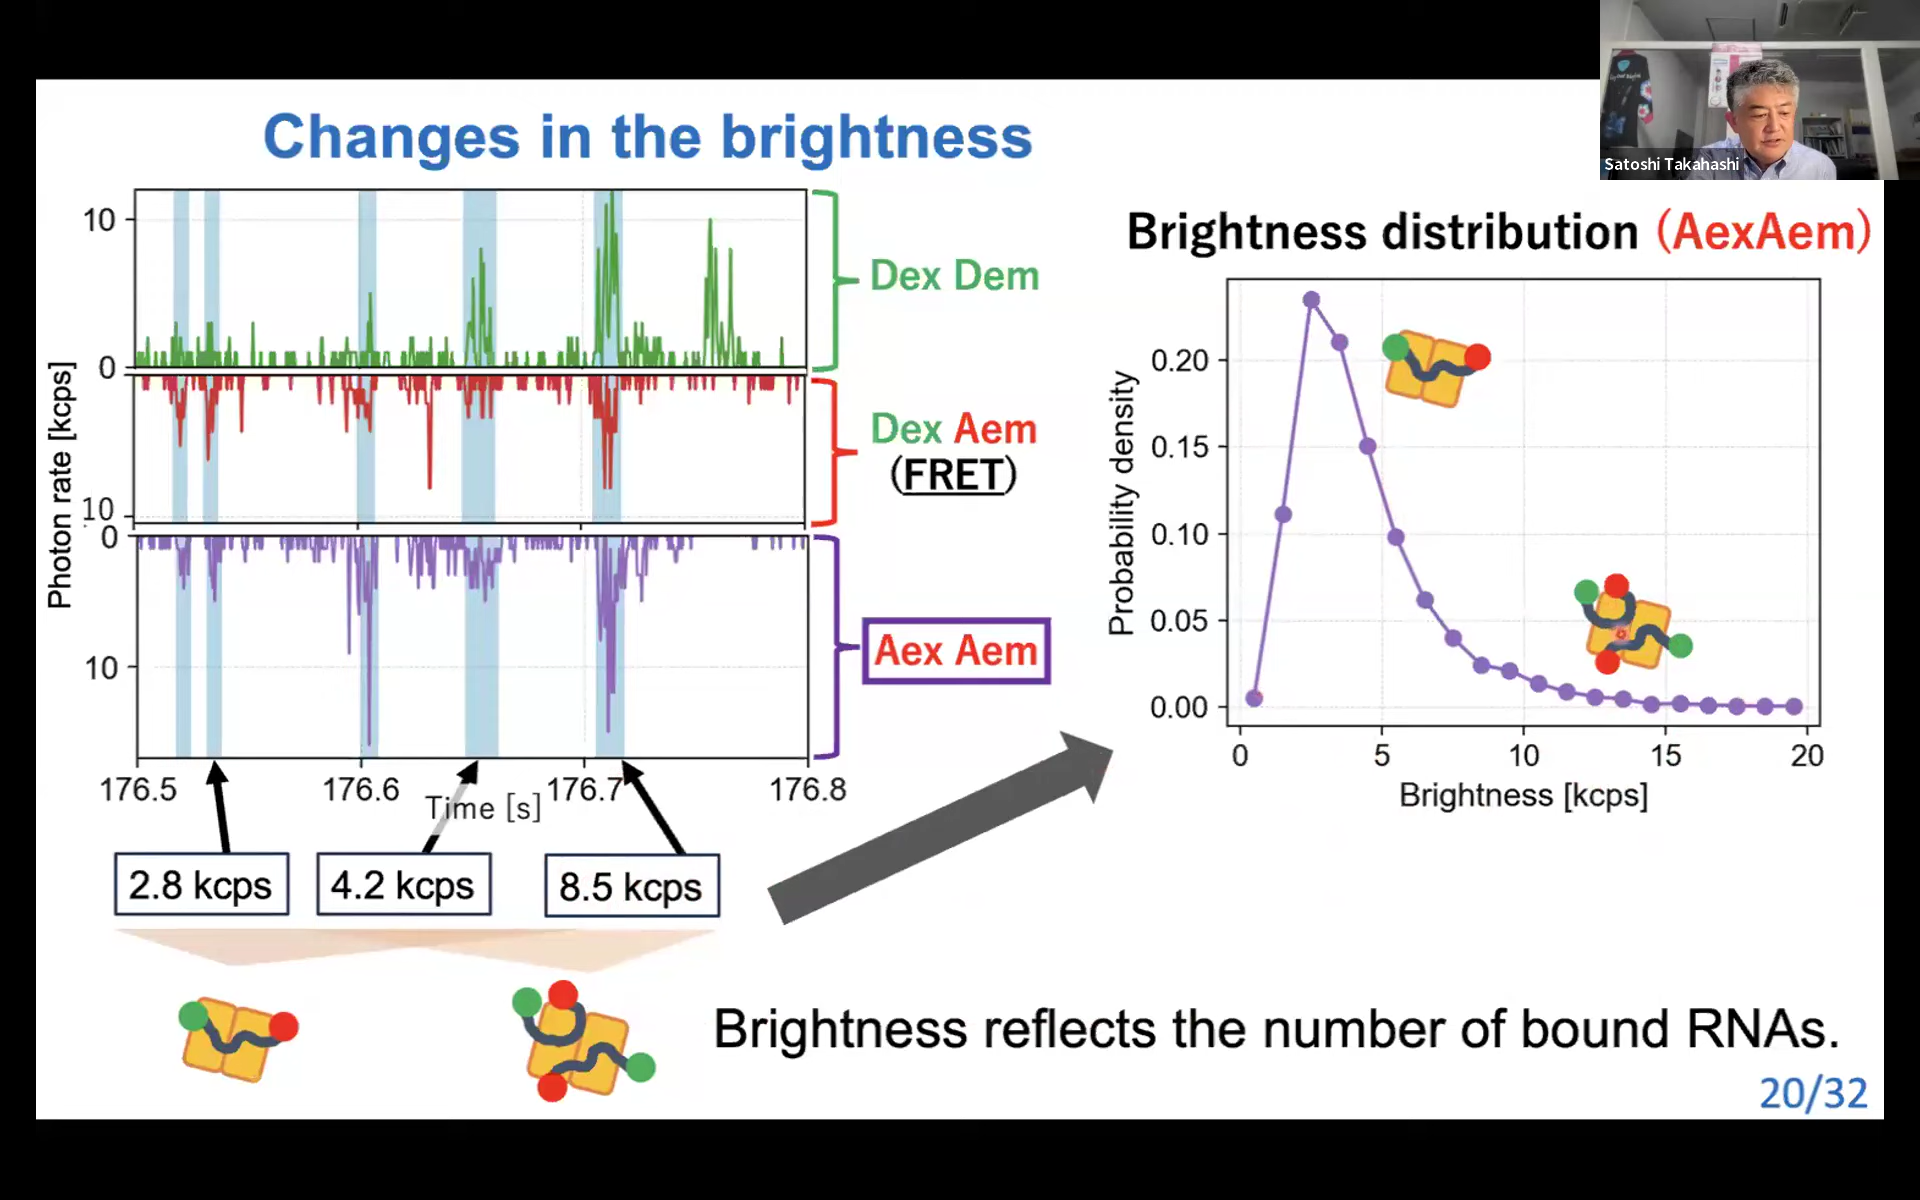 Satoshi Takahashi
Changes in the brightness
10
0
10
0
10
Photon rate [kcps]
176.5
176.6
176.7
176.8
Time [s]
Dex Dem
Dex Aem
(FRET)
Aex Aem
2.8 kcps
4.2 kcps
8.5 kcps
Brightness distribution (AexAem)
Probability density
0.20
0.15
0.10
0.05
0.00
0
5
10
15
20
Brightness [kcps]
Brightness reflects the number of bound RNAs.
20/32